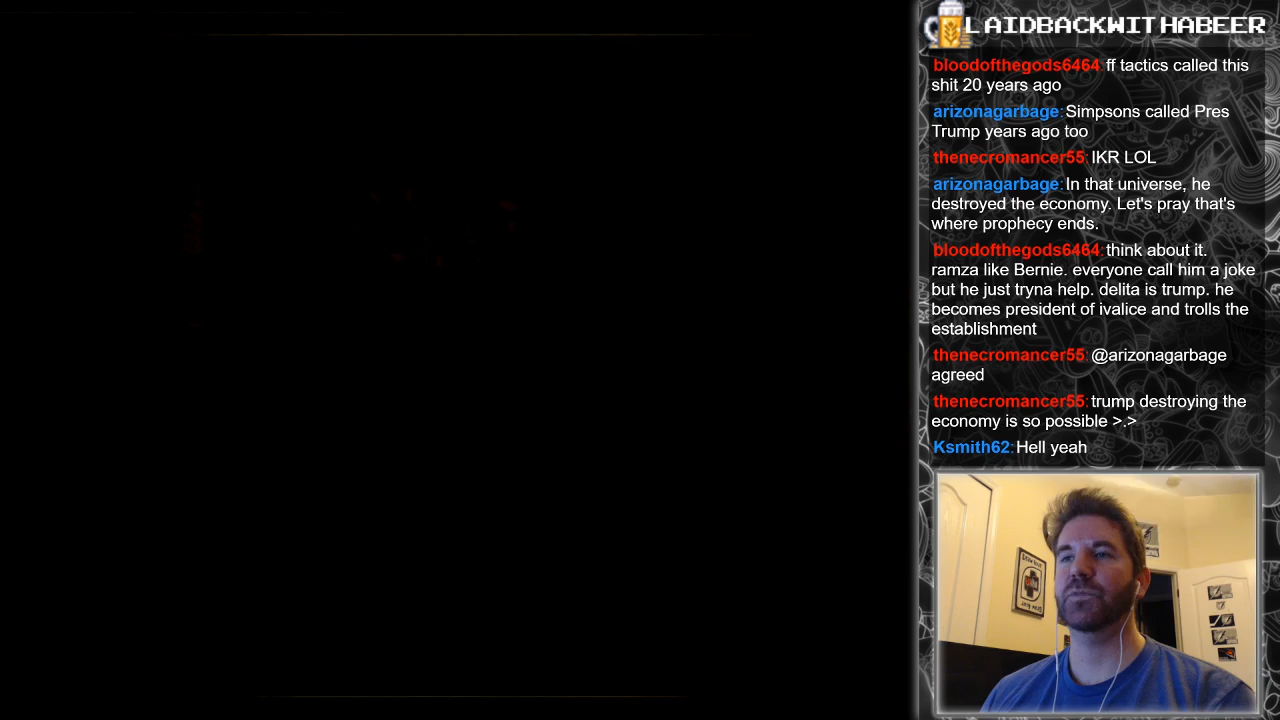 LAIDBACKWITHABEER
bloodofthegods6464: ff tactics called this
shit 20 years ago
arizonagarbage: Simpsons called Pres
Trump years ago too
thenecromancer55: IKR LOL
arizonagarbage: In that universe, he
destroyed the economy. Let's pray that's
where prophecy ends.
bloodofthegods6464: think about it.
ramza like Bernie. everyone call him a joke
but he just tryna help. delita is trump. he
becomes president of ivalice and trolls the
establishment
thenecromancer55: @arizonagarbage
agreed
thenecromancer55: trump destroying the
economy is so possible >.>
Ksmith62: Hell yeah